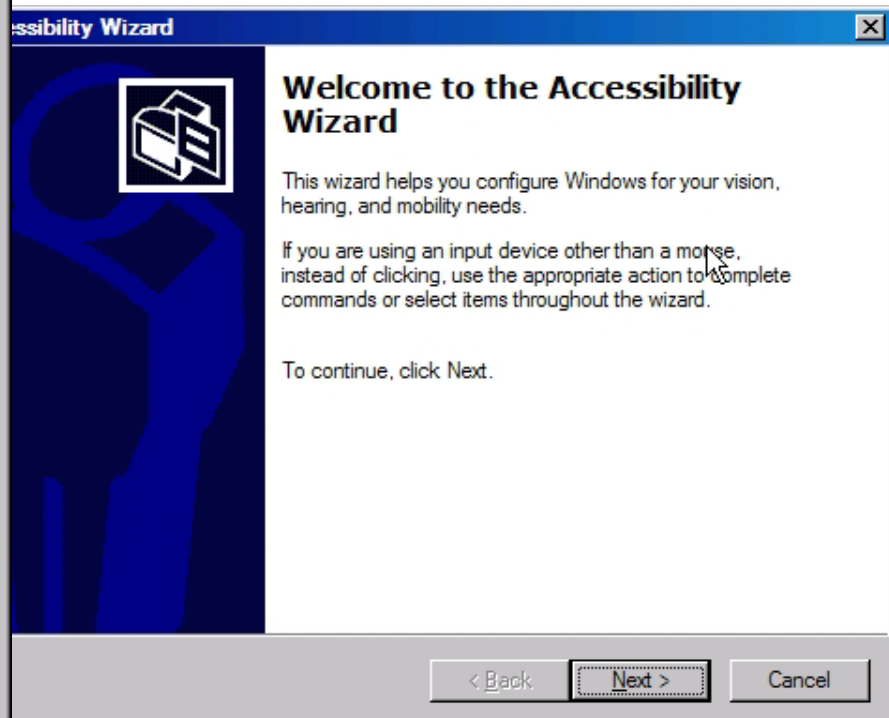 essibility Wizard
Welcome to the Accessibility
Wizard
This wizard helps you configure Windows for your vision,
hearing, and mobility needs.
If you are using an input device other than a mouse,
instead of clicking, use the appropriate action to complete
commands or select items throughout the wizard.
To continue, click Next.
< Back
Next >
Cancel